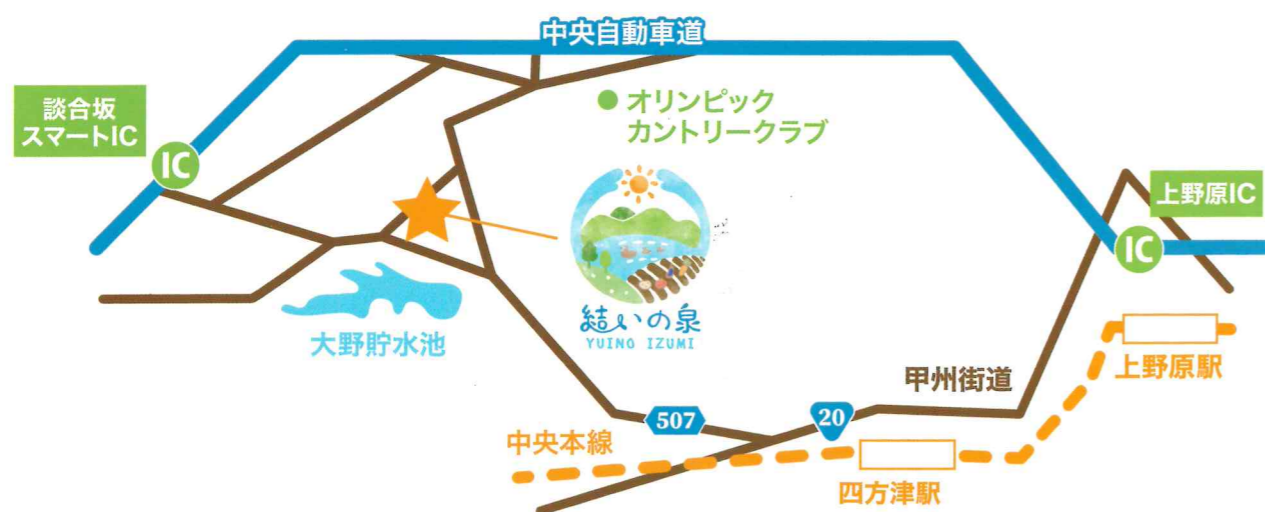 中央自動車道
談合坂
スマートIC
IC
オリンピック
カントリークラブ
上野原IC
IC
結いの泉
YUINO IZUMI
大野貯水池
上野原駅
甲州街道
507
20
中央本線
四方津駅